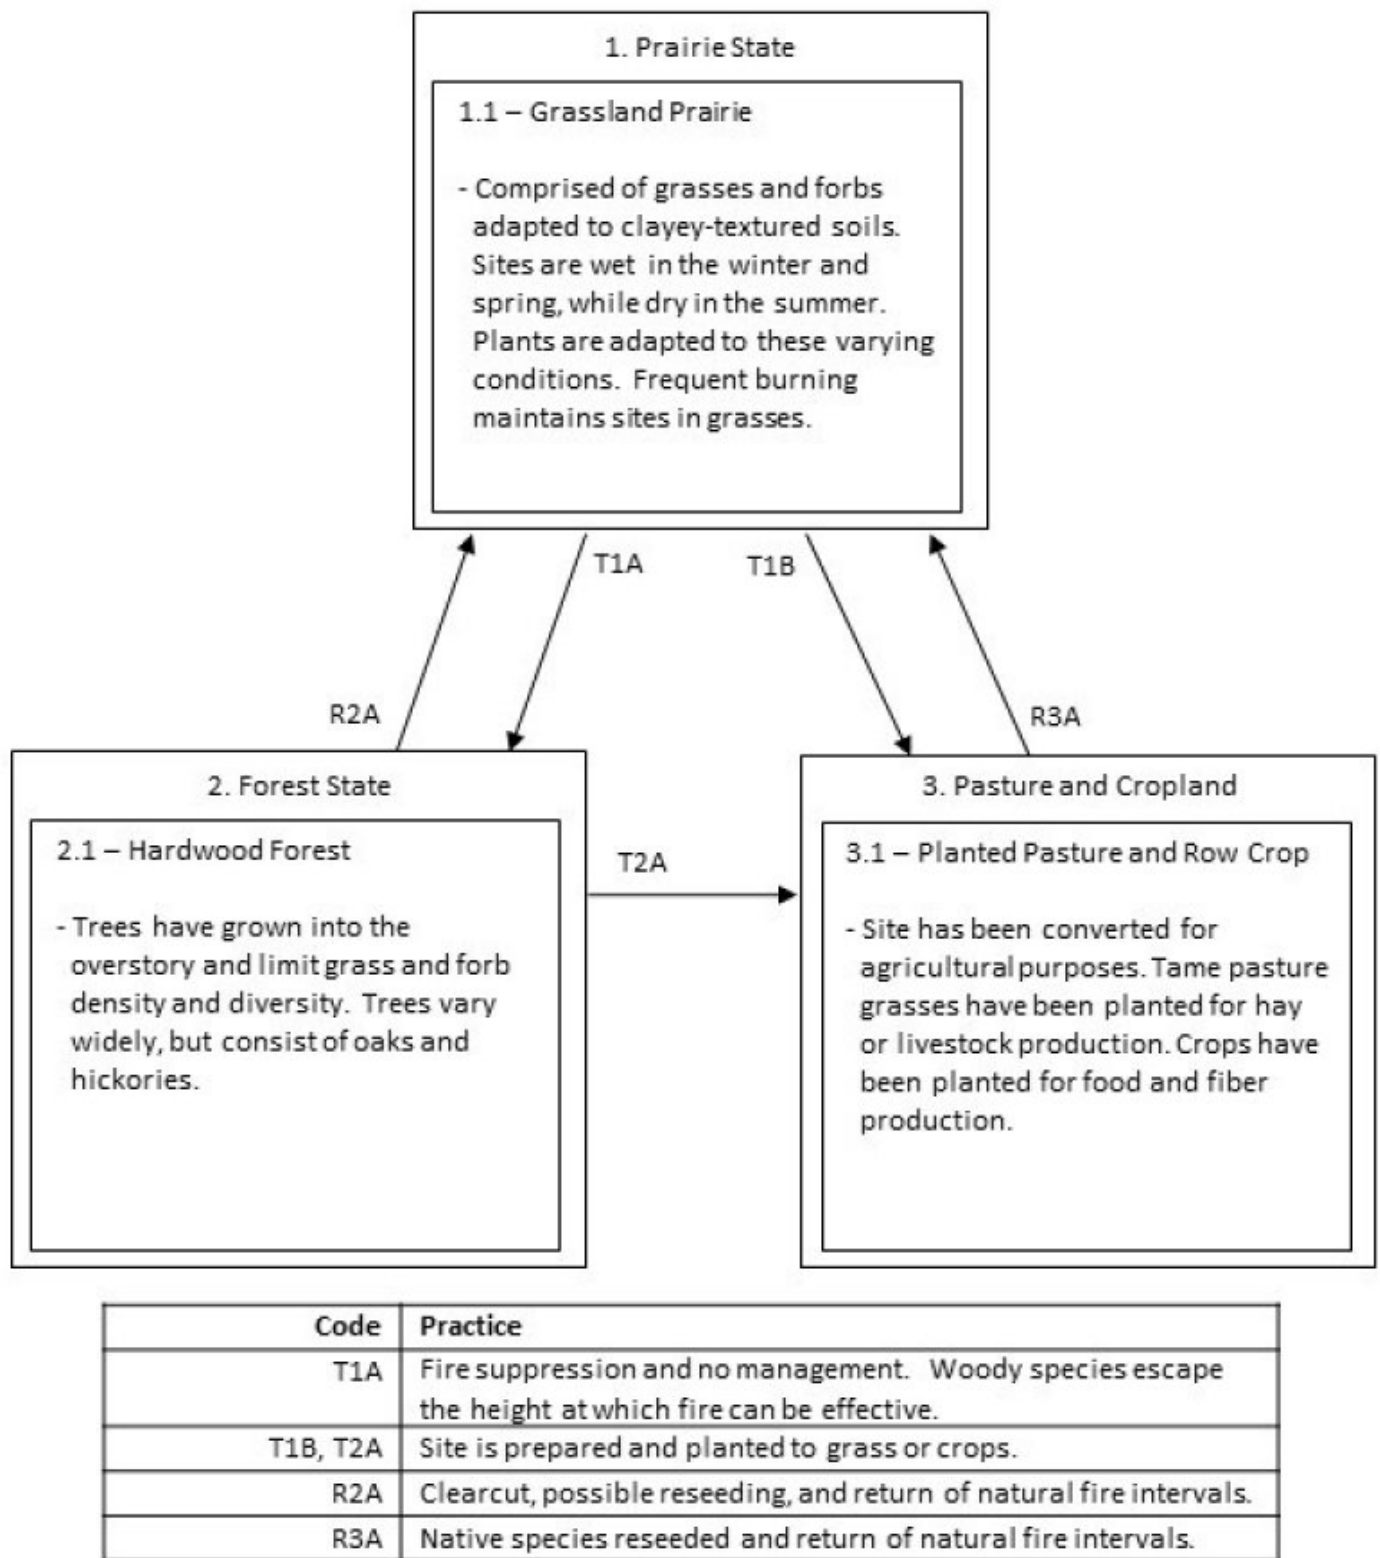 1. Prairie State
1.1 – Grassland Prairie
- Comprised of grasses and forbs
adapted to clayey-textured soils.
Sites are wet in the winter and
spring, while dry in the summer.
Plants are adapted to these varying
conditions. Frequent burning
maintains sites in grasses.
T1A
T1B
R2A
R3A
2. Forest State
2.1 – Hardwood Forest
- Trees have grown into the
overstory and limit grass and forb
density and diversity. Trees vary
widely, but consist of oaks and
hickories.
T2A
3. Pasture and Cropland
3.1 – Planted Pasture and Row Crop
- Site has been converted for
agricultural purposes. Tame pasture
grasses have been planted for hay
or livestock production. Crops have
been planted for food and fiber
production.
Code Practice
T1A Fire suppression and no management. Woody species escape
the height at which fire can be effective.
T1B, T2A Site is prepared and planted to grass or crops.
R2A Clearcut, possible reseeding, and return of natural fire intervals.
R3A Native species reseeded and return of natural fire intervals.